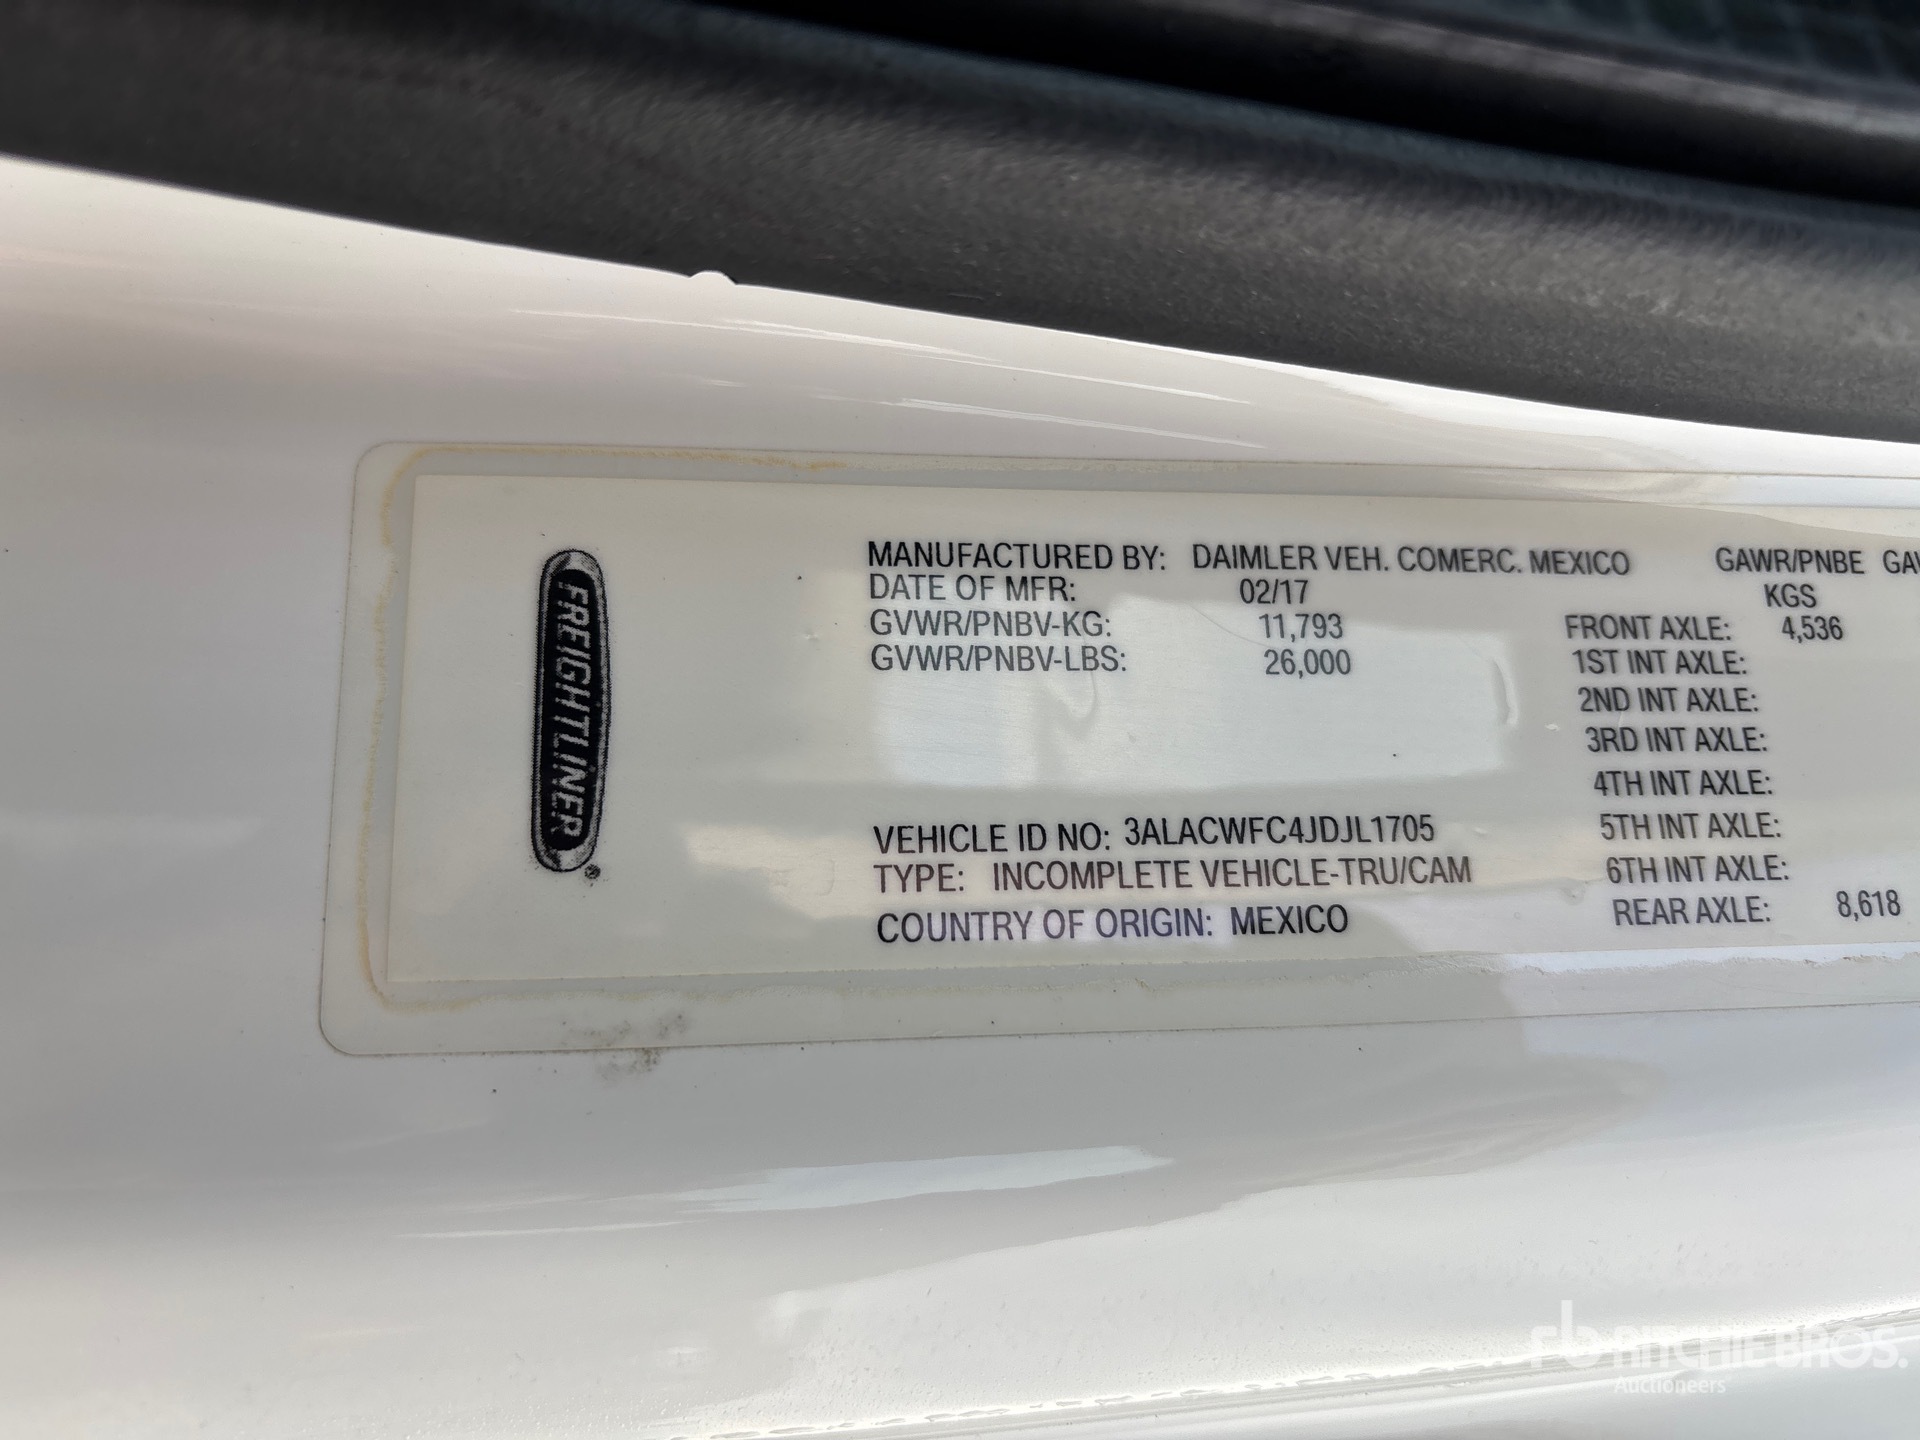 FREIGHTLINER
MANUFACTURED BY: DAIMLER VEH. COMERC. MEXICO
DATE OF MFR: 02/17
GVWR/PNBV-KG: 11,793
GVWR/PNBV-LBS: 26,000
VEHICLE ID NO: 3ALACWFC4JDJL1705
TYPE: INCOMPLETE VEHICLE-TRU/CAM
COUNTRY OF ORIGIN: MEXICO
GAWR/PNBE
KGS
FRONT AXLE: 4,536
1ST INT AXLE:
2ND INT AXLE:
3RD INT AXLE:
4TH INT AXLE:
5TH INT AXLE:
6TH INT AXLE:
REAR AXLE: 8,618
rb RITCHIE BROS.
Auctioneers